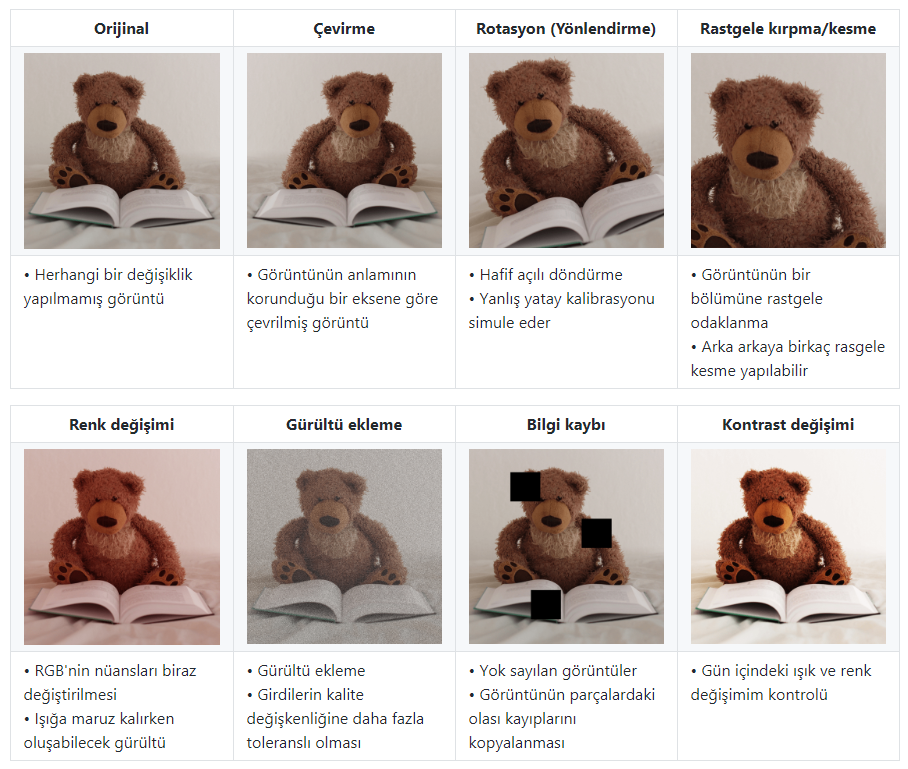 Orijinal
Çevirme
Rotasyon (Yönlendirme)
Rastgele kırpma/kesme
• Herhangi bir değişiklik
yapılmamış görüntü
• Görüntünün anlamının
korunduğu bir eksene göre
çevrilmiş görüntü
• Hafif açılı döndürme
• Yanlış yatay kalibrasyonu
simule eder
• Görüntünün bir
bölümüne rastgele
odaklanma
• Arka arkaya birkaç rasgele
kesme yapılabilir
Renk değişimi
Gürültü ekleme
Bilgi kaybı
Kontrast değişimi
• RGB'nin nüansları biraz
değiştirilmesi
• Işığa maruz kalırken
oluşabilecek gürültü
• Gürültü ekleme
• Girdilerin kalite
değişkenliğine daha fazla
toleranslı olması
• Yok sayılan görüntüler
• Görüntünün parçalardaki
olası kayıplarını
kopyalanması
• Gün içindeki ışık ve renk
değişimim kontrolü